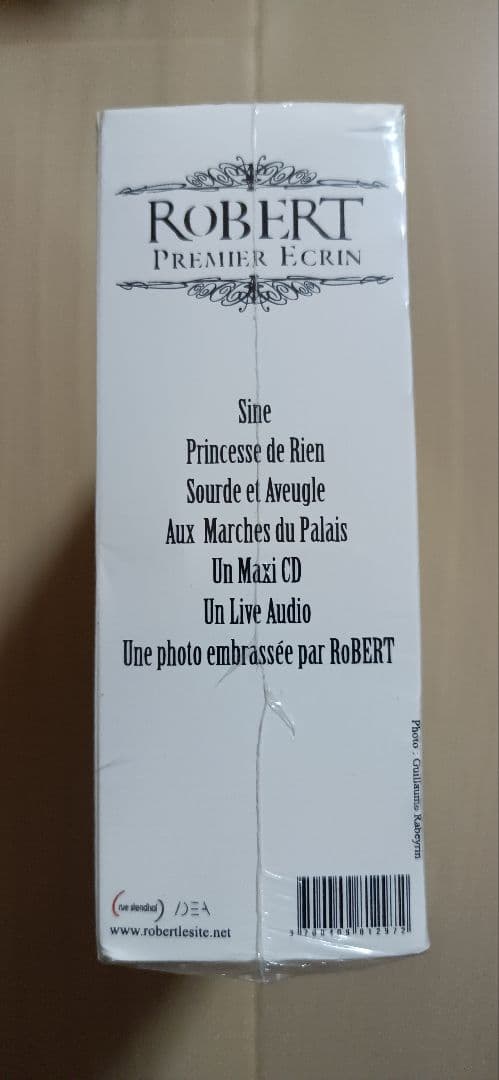 RoBERT
PREMIER ECRIN
Sine
Princesse de Rien
Sourde et Aveugle
Aux Marches du Palais
Un Maxi CD
Un Live Audio
Une photo embrassée par RoBERT
Photo : Guillaume Rabeyrin
rue stendhal IDEA
www.robertlesite.net